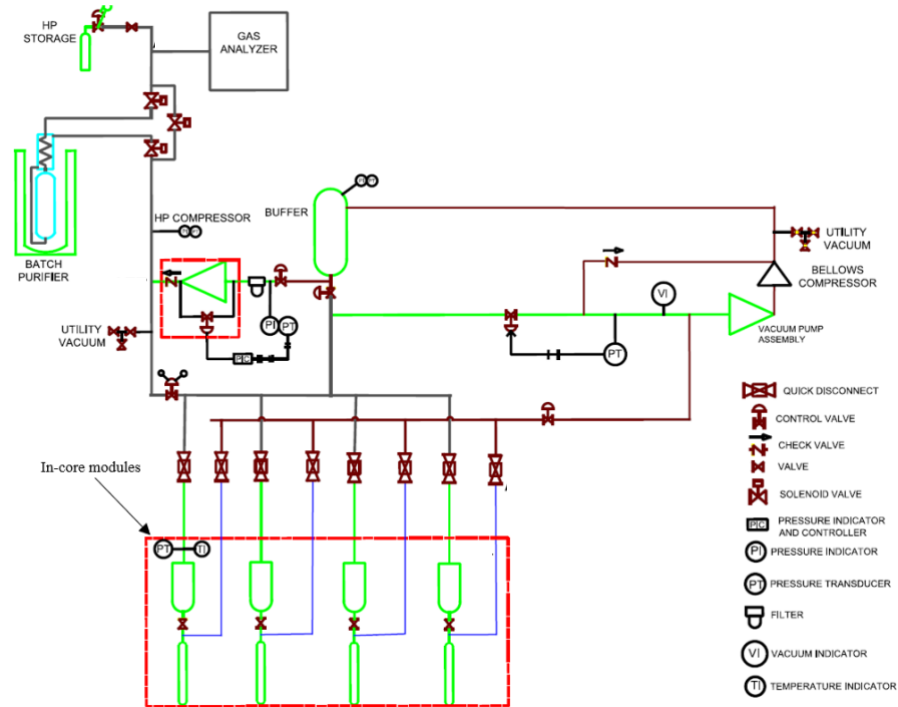 HP
STORAGE
GAS
ANALYZER
BATCH
PURIFIER
HP COMPRESSOR
BUFFER
UTILITY
VACUUM
BELLOWS
COMPRESSOR
VI
VACUUM PUMP
ASSEMBLY
PI
PT
PIC
PT
UTILITY
VACUUM
In-core modules
PT
TI
QUICK DISCONNECT
CONTROL VALVE
CHECK VALVE
VALVE
SOLENOID VALVE
PIC
PRESSURE INDICATOR
AND CONTROLLER
PI
PRESSURE INDICATOR
PT
PRESSURE TRANSDUCER
FILTER
VI
VACUUM INDICATOR
TI
TEMPERATURE INDICATOR